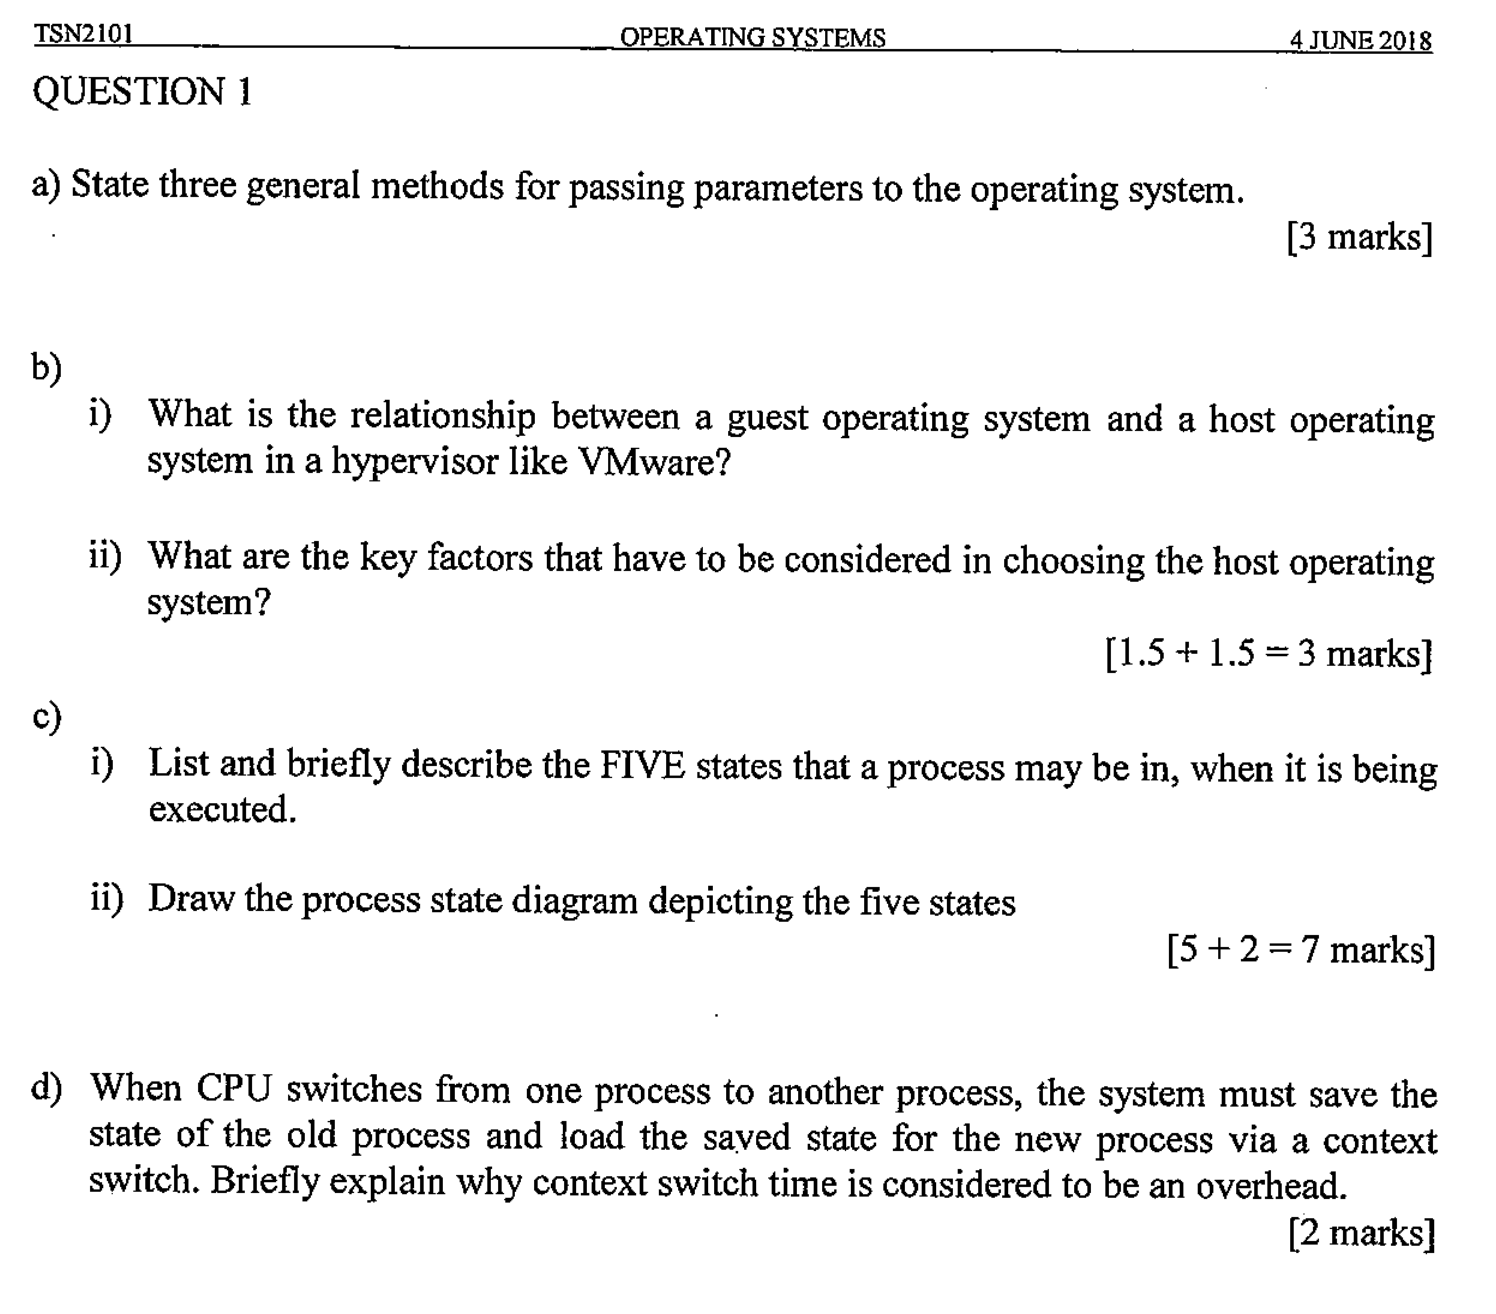 TSN2101 OPERATING SYSTEMS 4 JUNE 2018
QUESTION 1
a) State three general methods for passing parameters to the operating system.
[3 marks]
b)
i) What is the relationship between a guest operating system and a host operating
system in a hypervisor like VMware?
ii) What are the key factors that have to be considered in choosing the host operating
system?
[1.5 + 1.5 = 3 marks]
c)
i) List and briefly describe the FIVE states that a process may be in, when it is being
executed.
ii) Draw the process state diagram depicting the five states
[5 + 2 = 7 marks]
d) When CPU switches from one process to another process, the system must save the
state of the old process and load the saved state for the new process via a context
switch. Briefly explain why context switch time is considered to be an overhead.
[2 marks]